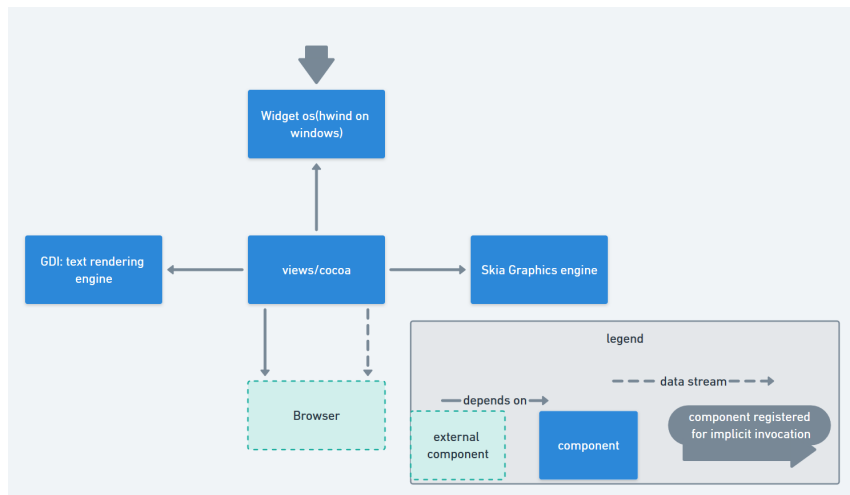 Widget os(hwind on
windows)
GDI: text rendering
engine
views/cocoa
Skia Graphics engine
Browser
legend
data stream
depends on
component registered
for implicit invocation
external
component
component